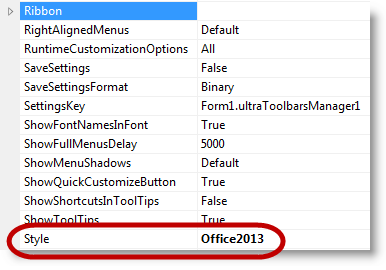 Ribbon
RightAlignedMenus Default
RuntimeCustomizationOptions All
SaveSettings False
SaveSettingsFormat Binary
SettingsKey Form1.ultraToolbarsManager1
ShowFontNamesInFont True
ShowFullMenusDelay 5000
ShowMenuShadows Default
ShowQuickCustomizeButton True
ShowShortcutsInToolTips False
ShowToolTips True
Style Office2013